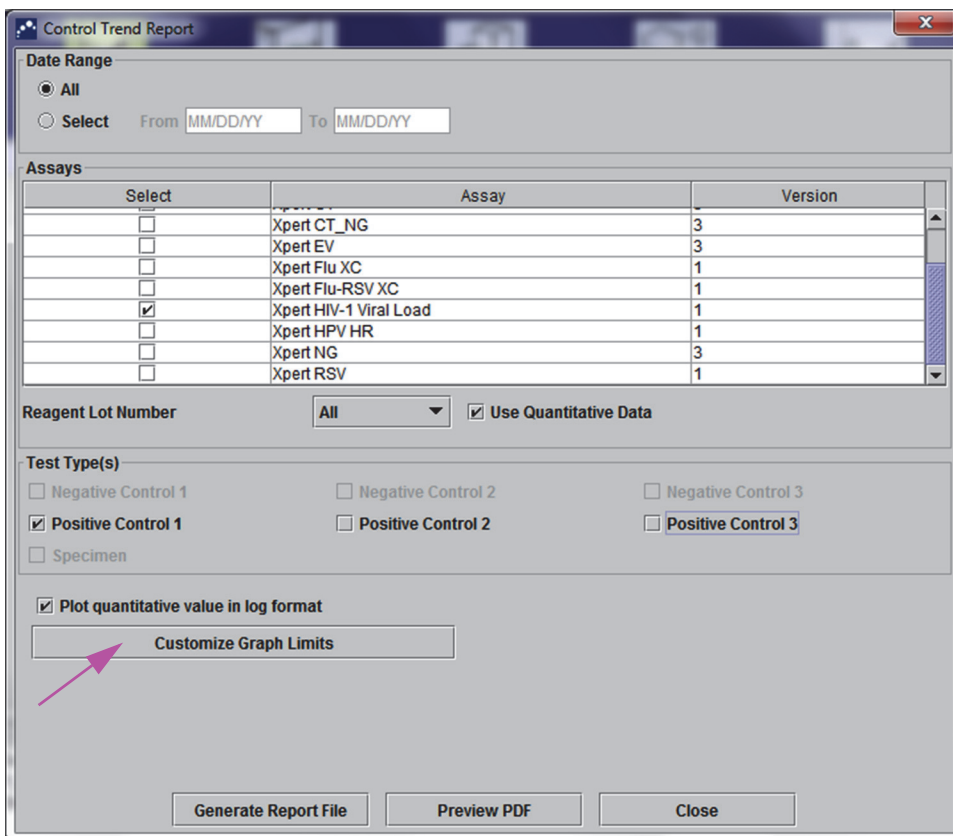 Control Trend Report
Date Range
All
Select From MM/DD/YY To MM/DD/YY
Assays
Select Assay Version
Xpert CT_NG 3
Xpert EV 3
Xpert Flu XC 1
Xpert Flu-RSV XC 1
Xpert HIV-1 Viral Load 1
Xpert HPV HR 1
Xpert NG 3
Xpert RSV 1
Reagent Lot Number All Use Quantitative Data
Test Type(s)
Negative Control 1 Negative Control 2 Negative Control 3
Positive Control 1 Positive Control 2 Positive Control 3
Specimen
Plot quantitative value in log format
Customize Graph Limits
Generate Report File Preview PDF Close